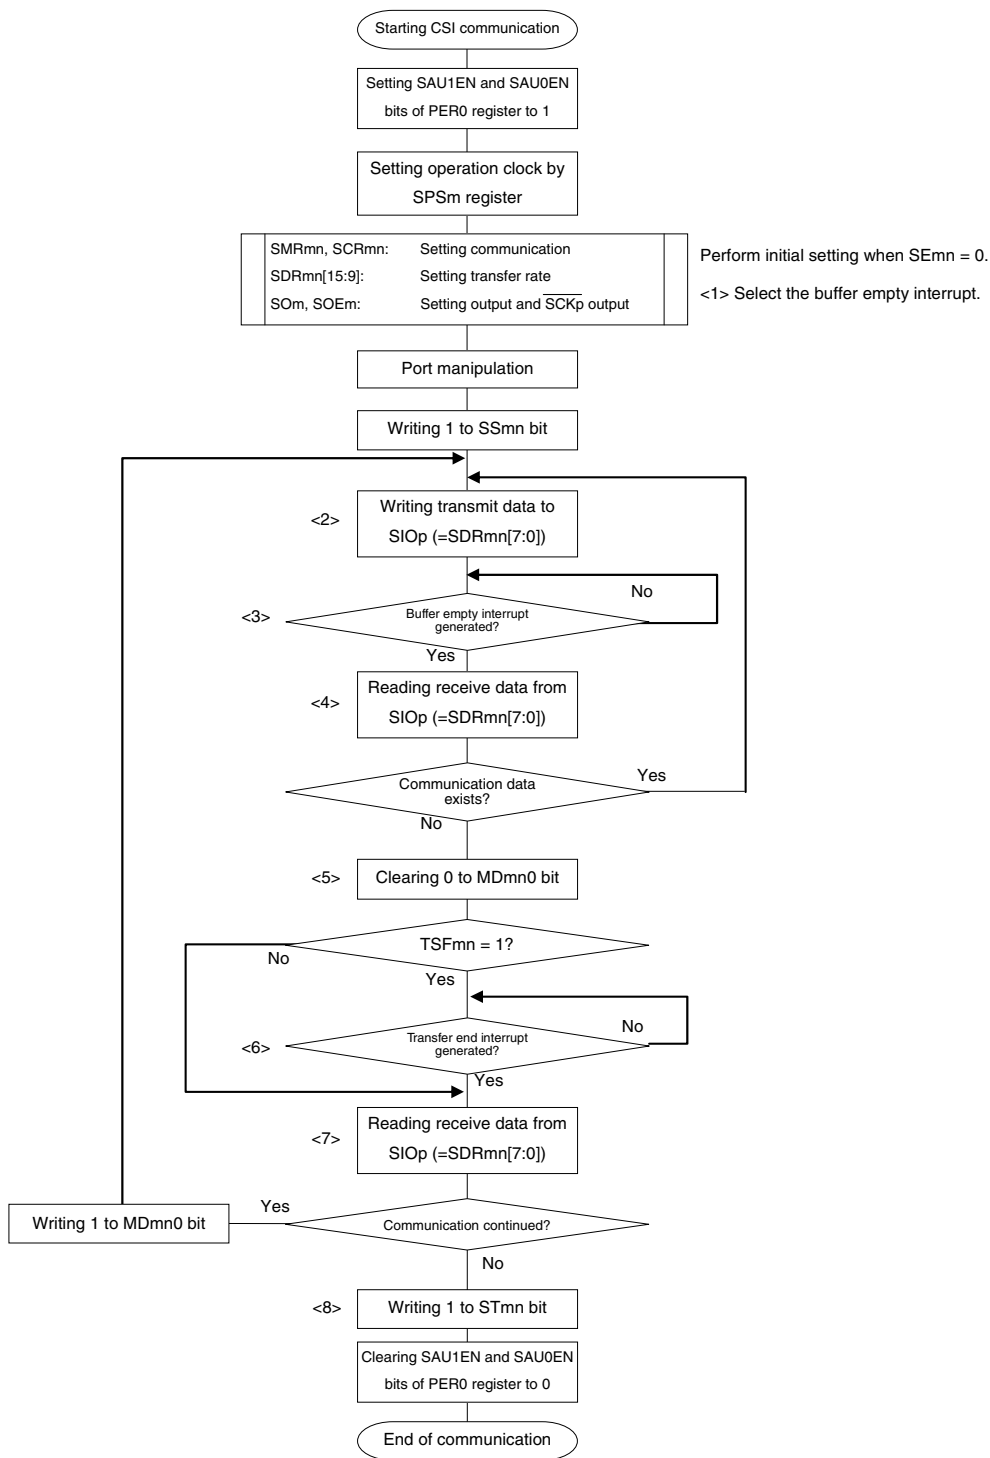 Starting CSI communication
Setting SAU1EN and SAU0EN
bits of PER0 register to 1
Setting operation clock by
SPSm register
SMRmn, SCRmn: Setting communication
SDRmn[15:9]: Setting transfer rate
SOm, SOEm: Setting output and SCKp output
Perform initial setting when SEmn = 0.
<1> Select the buffer empty interrupt.
Port manipulation
Writing 1 to SSmn bit
<2>
Writing transmit data to
SIOp (=SDRmn[7:0])
No
<3>
Buffer empty interrupt
generated?
Yes
<4>
Reading receive data from
SIOp (=SDRmn[7:0])
Communication data
exists?
Yes
No
<5>
Clearing 0 to MDmn0 bit
TSFmn = 1?
No
Yes
No
<6>
Transfer end interrupt
generated?
Yes
<7>
Reading receive data from
SIOp (=SDRmn[7:0])
Yes
Writing 1 to MDmn0 bit
Communication continued?
No
<8>
Writing 1 to STmn bit
Clearing SAU1EN and SAU0EN
bits of PER0 register to 0
End of communication